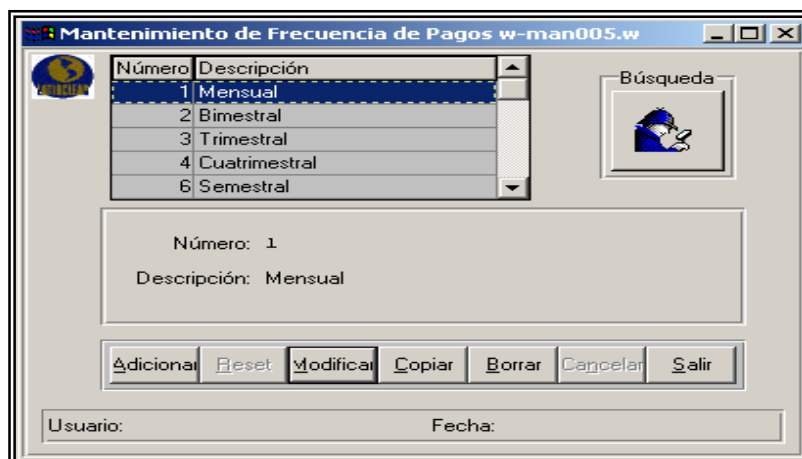 Mantenimiento de Frecuencia de Pagos w-man005.w
Número Descripción
1 Mensual
2 Bimestral
3 Trimestral
4 Cuatrimestral
6 Semestral
Búsqueda
Número: 1
Descripción: Mensual
Adicionar Reset Modificar Copiar Borrar Cancelar Salir
Usuario: Fecha: